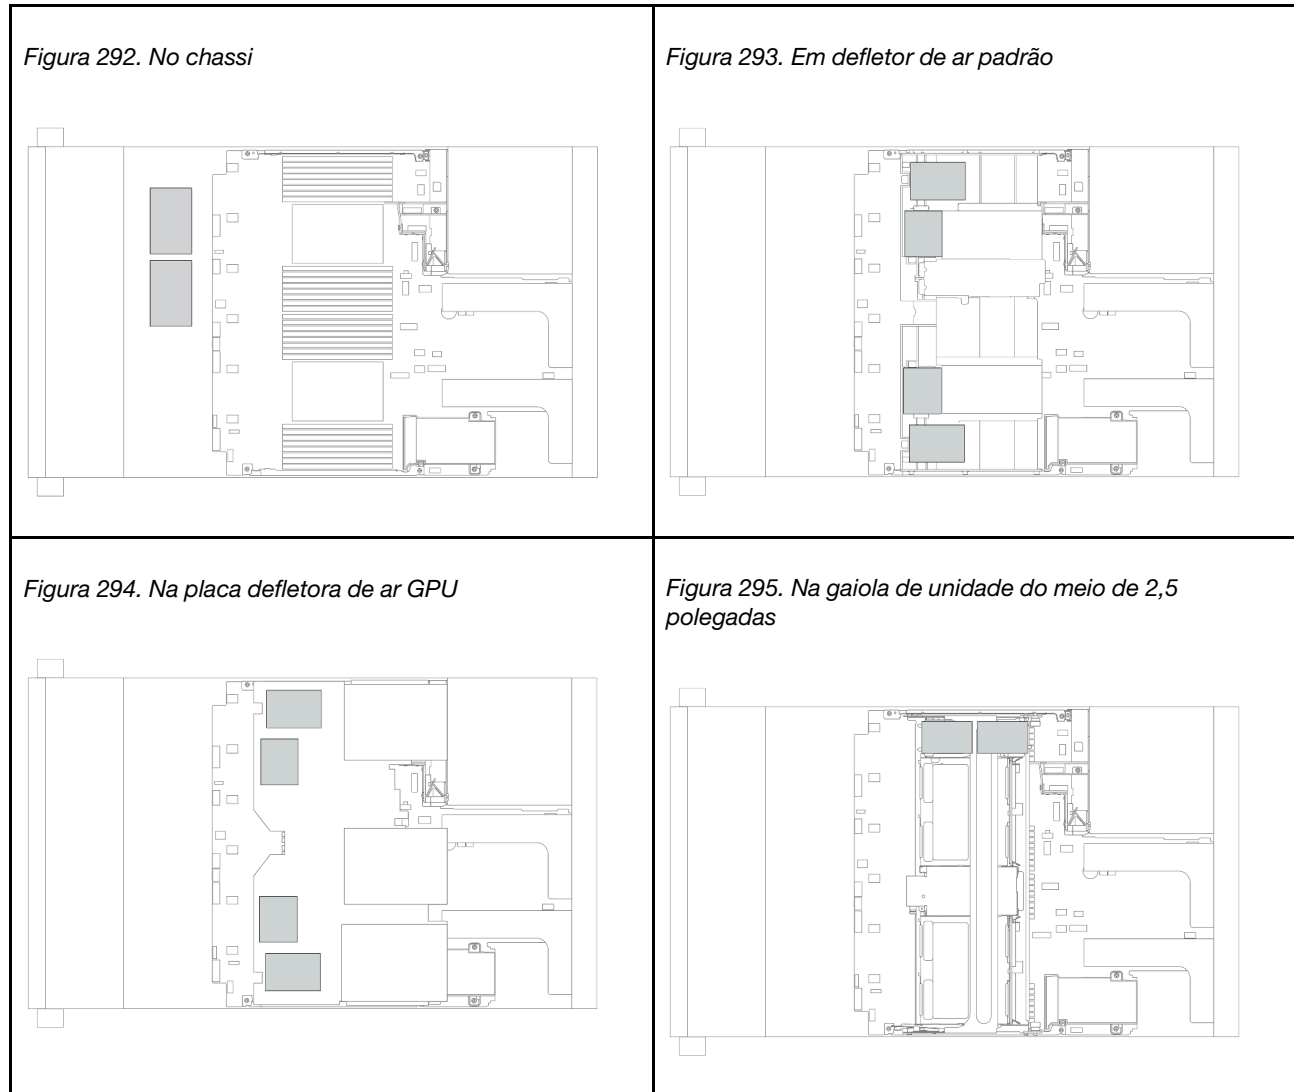 Figura 292. No chassi
Figura 293. Em defletor de ar padrão
Figura 294. Na placa defletora de ar GPU
Figura 295. Na gaiola de unidade do meio de 2,5
polegadas